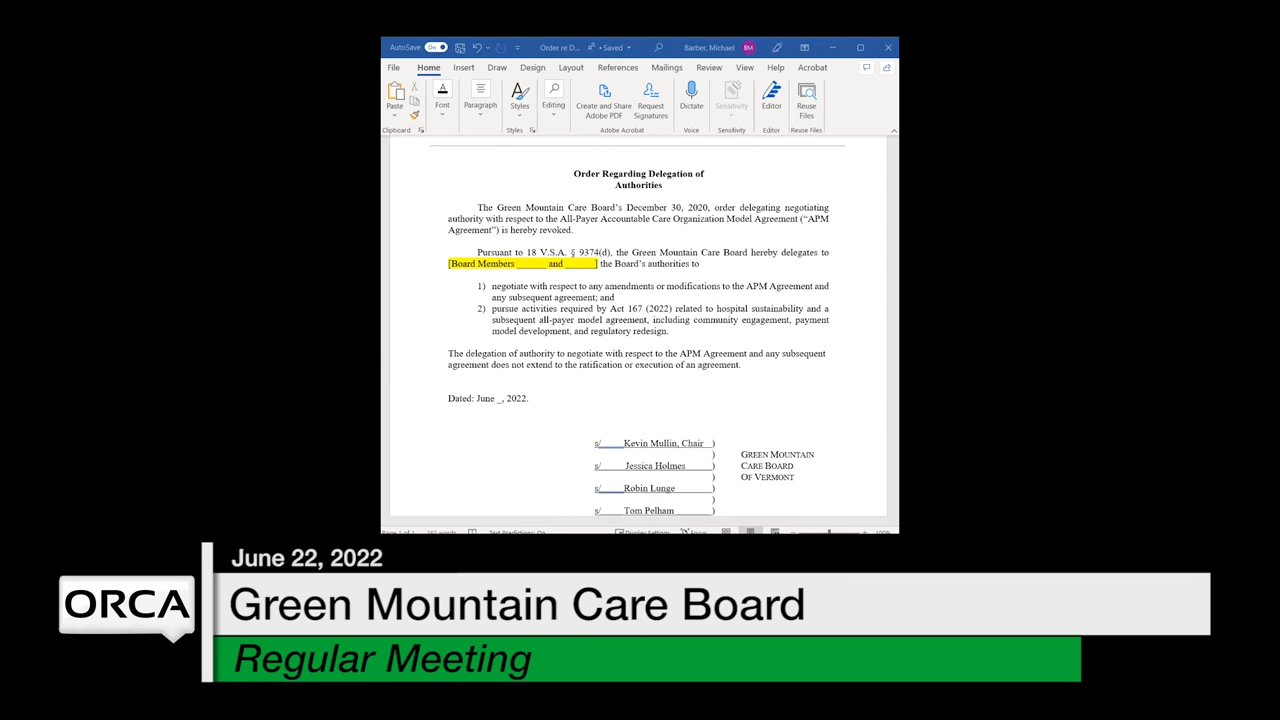 AutoSave On Order re D... • Saved Barber, Michael BM
File Home Insert Draw Design Layout References Mailings Review View Help Acrobat
Paste Font Paragraph Styles Editing Create and Share Adobe PDF Request Signatures Dictate Sensitivity Editor Reuse Files
Clipboard Styles Adobe Acrobat Voice Sensitivity Editor Reuse Files
Order Regarding Delegation of
Authorities
The Green Mountain Care Board's December 30, 2020, order delegating negotiating
authority with respect to the All-Payer Accountable Care Organization Model Agreement ("APM
Agreement") is hereby revoked.
Pursuant to 18 V.S.A. § 9374(d), the Green Mountain Care Board hereby delegates to
[Board Members ______ and ______] the Board's authorities to
1) negotiate with respect to any amendments or modifications to the APM Agreement and
any subsequent agreement; and
2) pursue activities required by Act 167 (2022) related to hospital sustainability and a
subsequent all-payer model agreement, including community engagement, payment
model development, and regulatory redesign.
The delegation of authority to negotiate with respect to the APM Agreement and any subsequent
agreement does not extend to the ratification or execution of an agreement.
Dated: June _, 2022.
s/ Kevin Mullin, Chair )
) GREEN MOUNTAIN
s/ Jessica Holmes ) CARE BOARD
) OF VERMONT
s/ Robin Lunge )
)
s/ Tom Pelham )
June 22, 2022
ORCA
Green Mountain Care Board
Regular Meeting